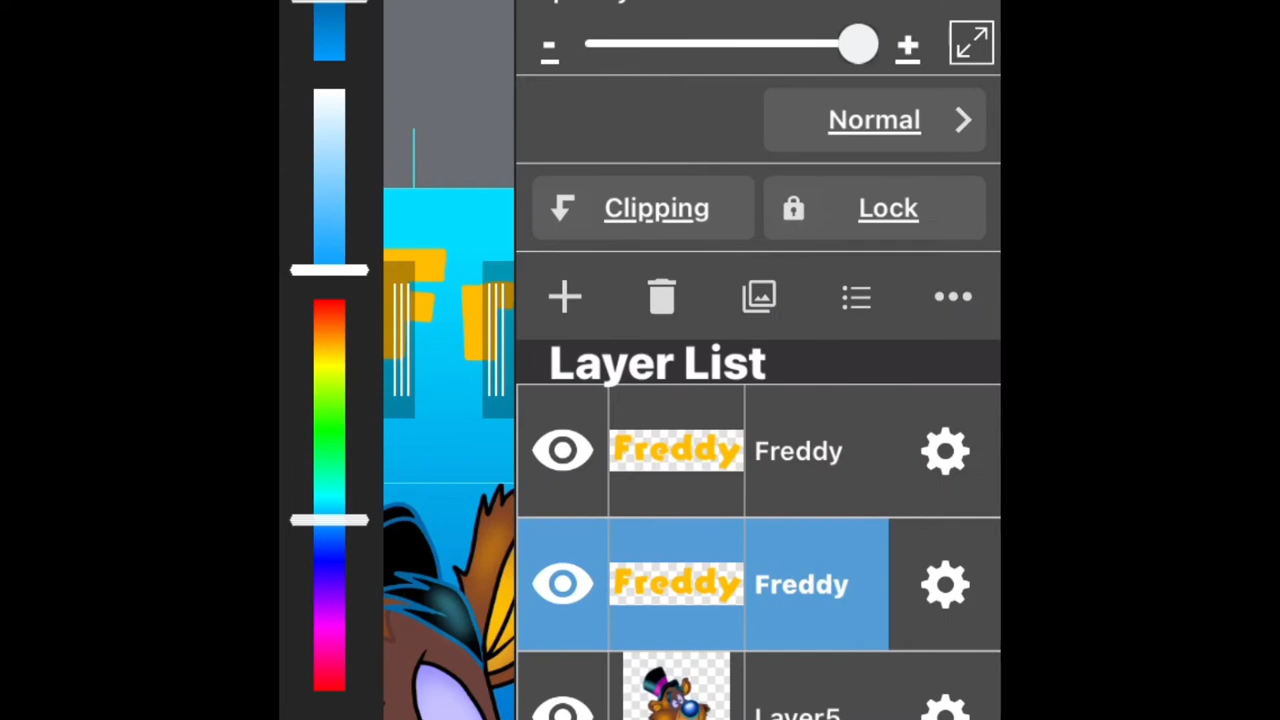 -
+
Normal
Clipping
Lock
Layer List
Freddy Freddy
Freddy Freddy
Layer5